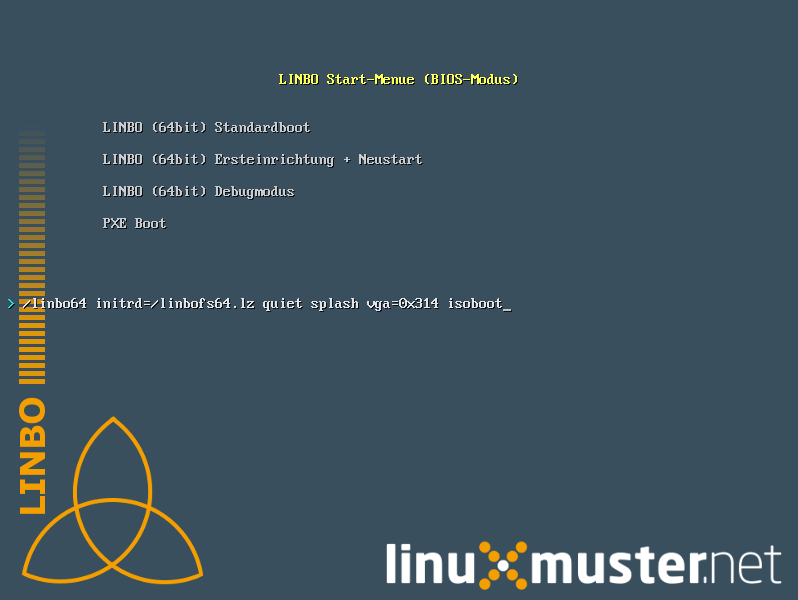 LINBO Start-Menue (BIOS-Modus)
LINBO (64bit) Standardboot
LINBO (64bit) Ersteinrichtung + Neustart
LINBO (64bit) Debugmodus
PXE Boot
> /linbo64 initrd=/linbofs64.lz quiet splash vga=0x314 isoboot_
LINBO
linuxmuster.net